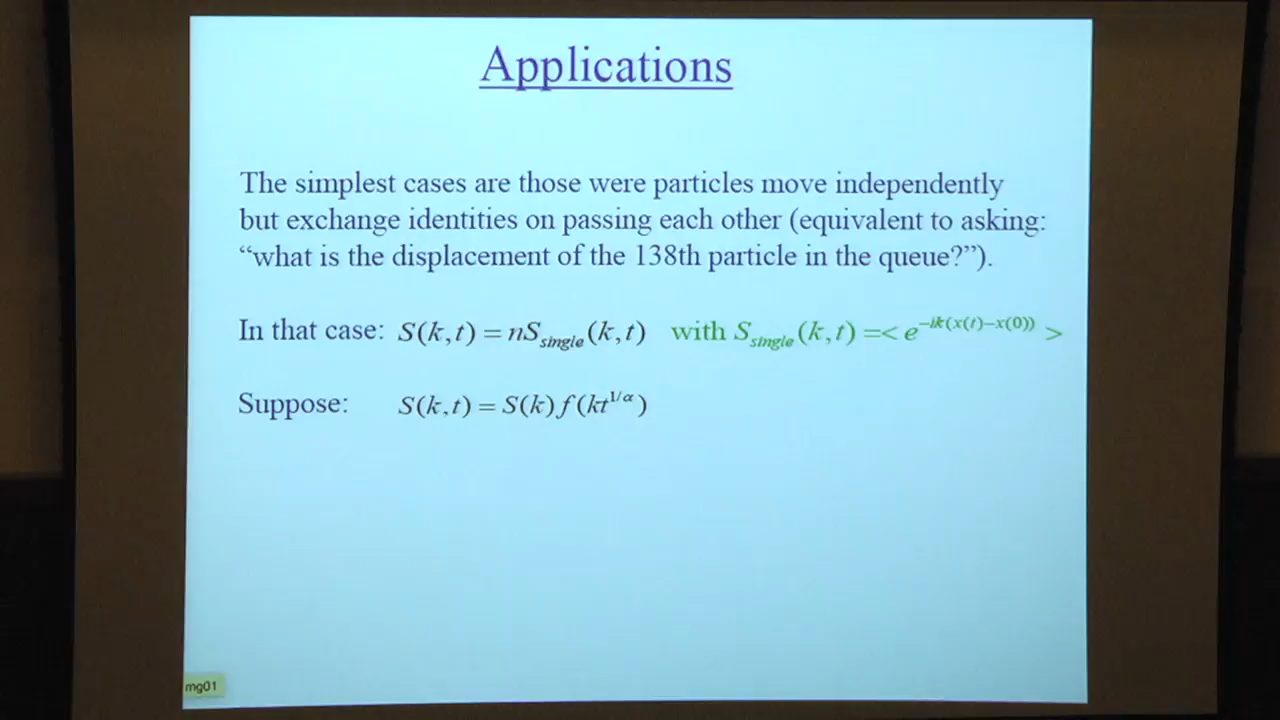 Applications
The simplest cases are those were particles move independently
but exchange identities on passing each other (equivalent to asking:
“what is the displacement of the 138th particle in the queue?”).
In that case: S(k,t) = nS_single(k,t) with S_single(k,t) =< e^{-ik(x(t)-x(0))} >
Suppose: S(k,t) = S(k)f(kt^{1/α})
mg01